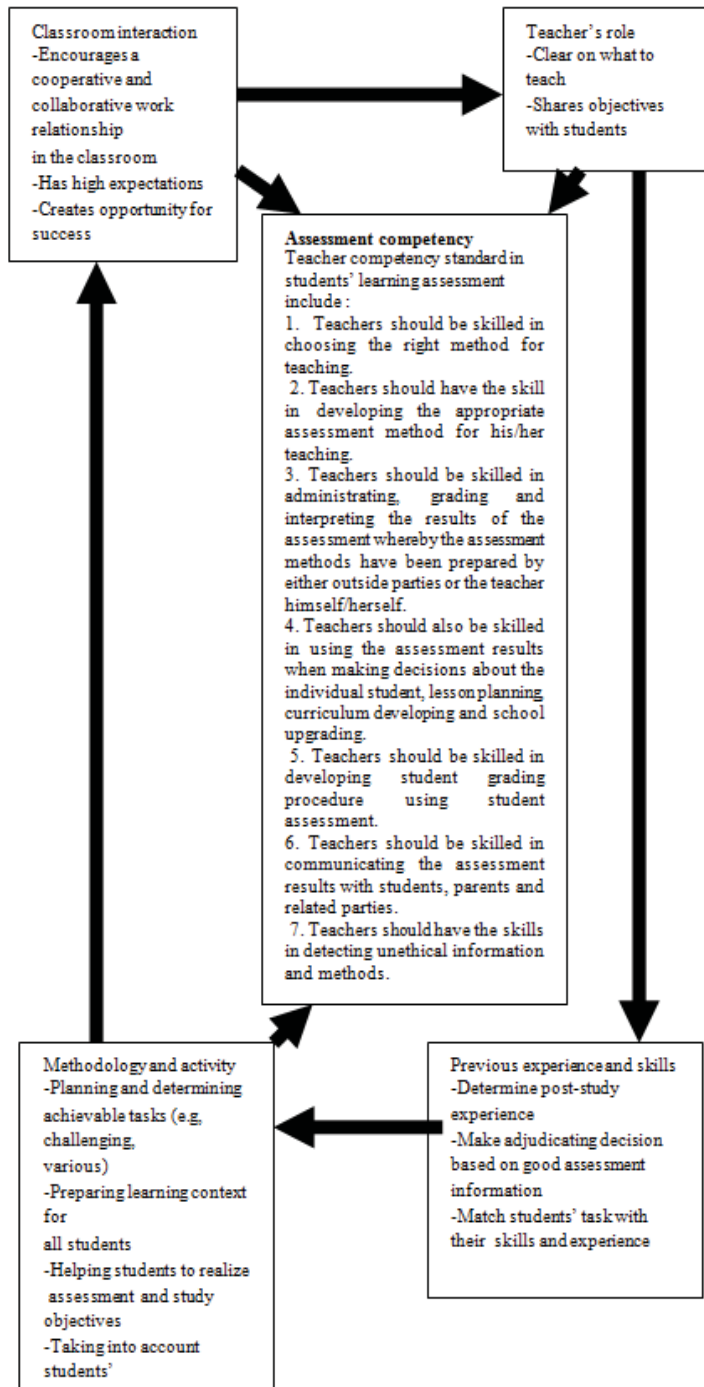 Classroom interaction
-Encourages a
cooperative and
collaborative work
relationship
in the classroom
-Has high expectations
-Creates opportunity for
success
Teacher's role
-Clear on what to
teach
-Shares objectives
with students
Assessment competency
Teacher competency standard in
students' learning assessment
include :
1. Teachers should be skilled in
choosing the right method for
teaching.
2. Teachers should have the skill
in developing the appropriate
assessment method for his/her
teaching.
3. Teachers should be skilled in
administrating, grading and
interpreting the results of the
assessment whereby the assessment
methods have been prepared by
either outside parties or the teacher
himself/herself.
4. Teachers should also be skilled
in using the assessment results
when making decisions about the
individual student, lesson planning
curriculum developing and school
upgrading.
5. Teachers should be skilled in
developing student grading
procedure using student
assessment.
6. Teachers should be skilled in
communicating the assessment
results with students, parents and
related parties.
7. Teachers should have the skills
in detecting unethical information
and methods.
Methodology and activity
-Planning and determining
achievable tasks (e.g,
challenging,
various)
-Preparing learning context
for
all students
-Helping students to realize
assessment and study
objectives
-Taking into account
students'
Previous experience and skills
-Determine post-study
experience
-Make adjudicating decision
based on good assessment
information
-Match students' task with
their skills and experience